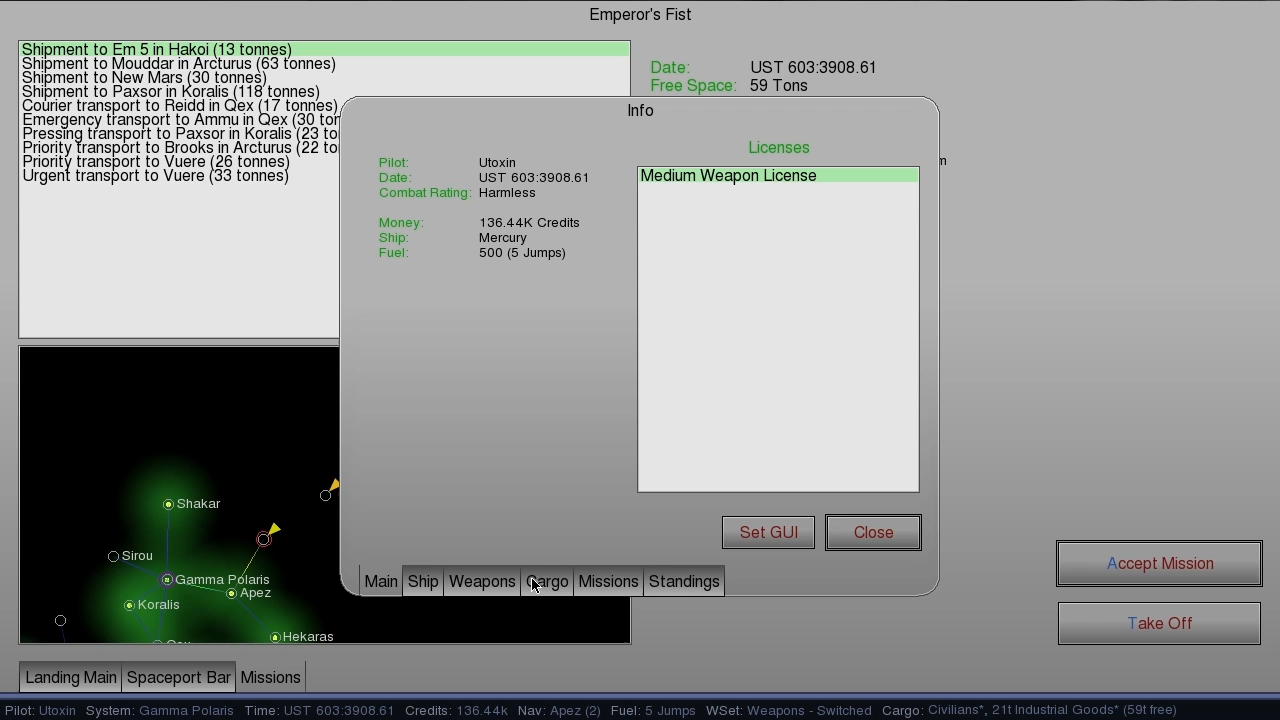 Emperor's Fist
Shipment to Em 5 in Hakoi (13 tonnes)
Shipment to Mouddar in Arcturus (63 tonnes)
Shipment to New Mars (30 tonnes)
Shipment to Paxsor in Koralis (118 tonnes)
Courier transport to Reidd in Qex (17 tonnes)
Emergency transport to Ammu in Qex (30 ton
Pressing transport to Paxsor in Koralis (23 to
Priority transport to Brooks in Arcturus (22 to
Priority transport to Vuere (26 tonnes)
Urgent transport to Vuere (33 tonnes)
Date: UST 603:3908.61
Free Space: 59 Tons
m
Info
Pilot: Utoxin
Date: UST 603:3908.61
Combat Rating: Harmless
Money: 136.44K Credits
Ship: Mercury
Fuel: 500 (5 Jumps)
Licenses
Medium Weapon License
Set GUI Close
Main Ship Weapons Cargo Missions Standings
Shakar
Sirou
Gamma Polaris
Apez
Koralis
Hekaras
Accept Mission
Take Off
Landing Main Spaceport Bar Missions
Pilot: Utoxin System: Gamma Polaris Time: UST 603:3908.61 Credits: 136.44k Nav: Apez (2) Fuel: 5 Jumps WSet: Weapons - Switched Cargo: Civilians*, 21t Industrial Goods* (59t free)